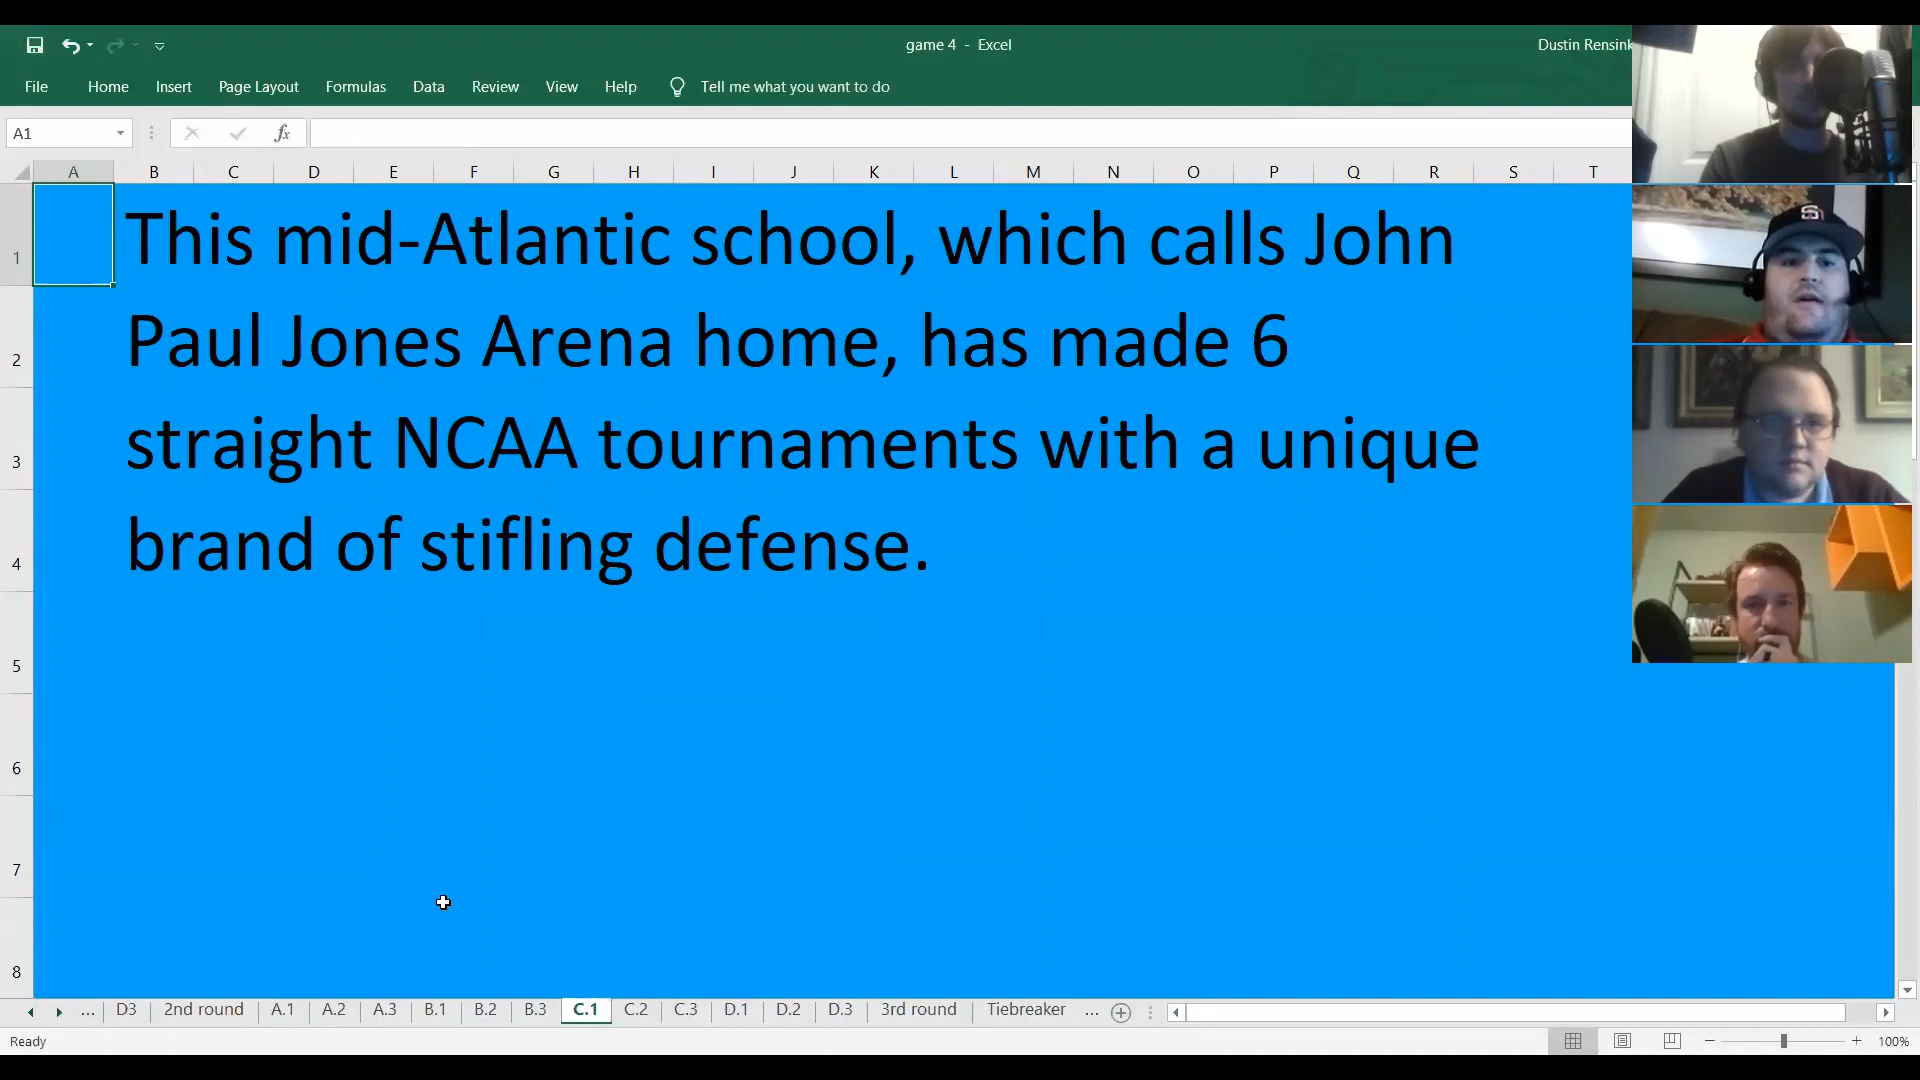 game 4 - Excel
Dustin Rensink
File Home Insert Page Layout Formulas Data Review View Help Tell me what you want to do
A1
fx
A B C D E F G H I J K L M N O P Q R S T
1
This mid-Atlantic school, which calls John
2
Paul Jones Arena home, has made 6
3
straight NCAA tournaments with a unique
4
brand of stifling defense.
5
6
7
8
... D3 2nd round A.1 A.2 A.3 B.1 B.2 B.3 C.1 C.2 C.3 D.1 D.2 D.3 3rd round Tiebreaker ...
Ready
100%